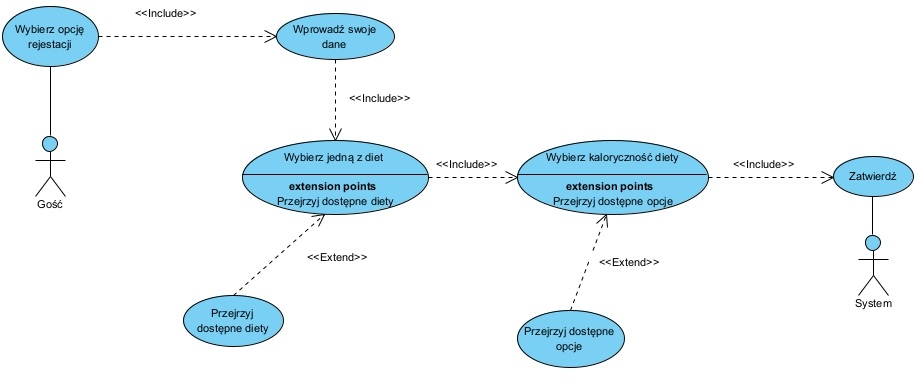 Wybierz opcję
rejestacji
<<Include>>
Wprowadź swoje
dane
<<Include>>
Gość
Wybierz jedną z diet
extension points
Przejrzyj dostępne diety
<<Include>>
Wybierz kaloryczność diety
extension points
Przejrzyj dostępne opcje
<<Include>>
Zatwierdź
System
<<Extend>>
Przejrzyj
dostępne diety
<<Extend>>
Przejrzyj dostępne
opcje